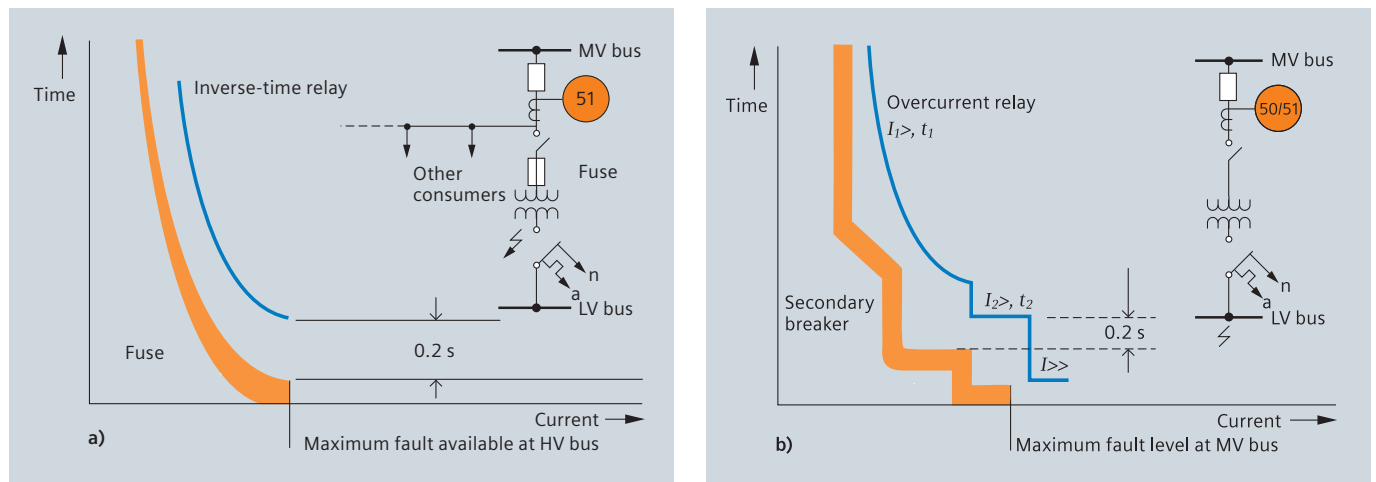 MV bus
Time
Inverse-time relay
51
Other
consumers
Fuse
n
a
LV bus
Fuse
0.2 s
Current
a)
Maximum fault available at HV bus
MV bus
Time
Overcurrent relay
I1>, t1
50/51
n
a
Secondary
breaker
I2>, t2
LV bus
0.2 s
I>>
Current
b)
Maximum fault level at MV bus